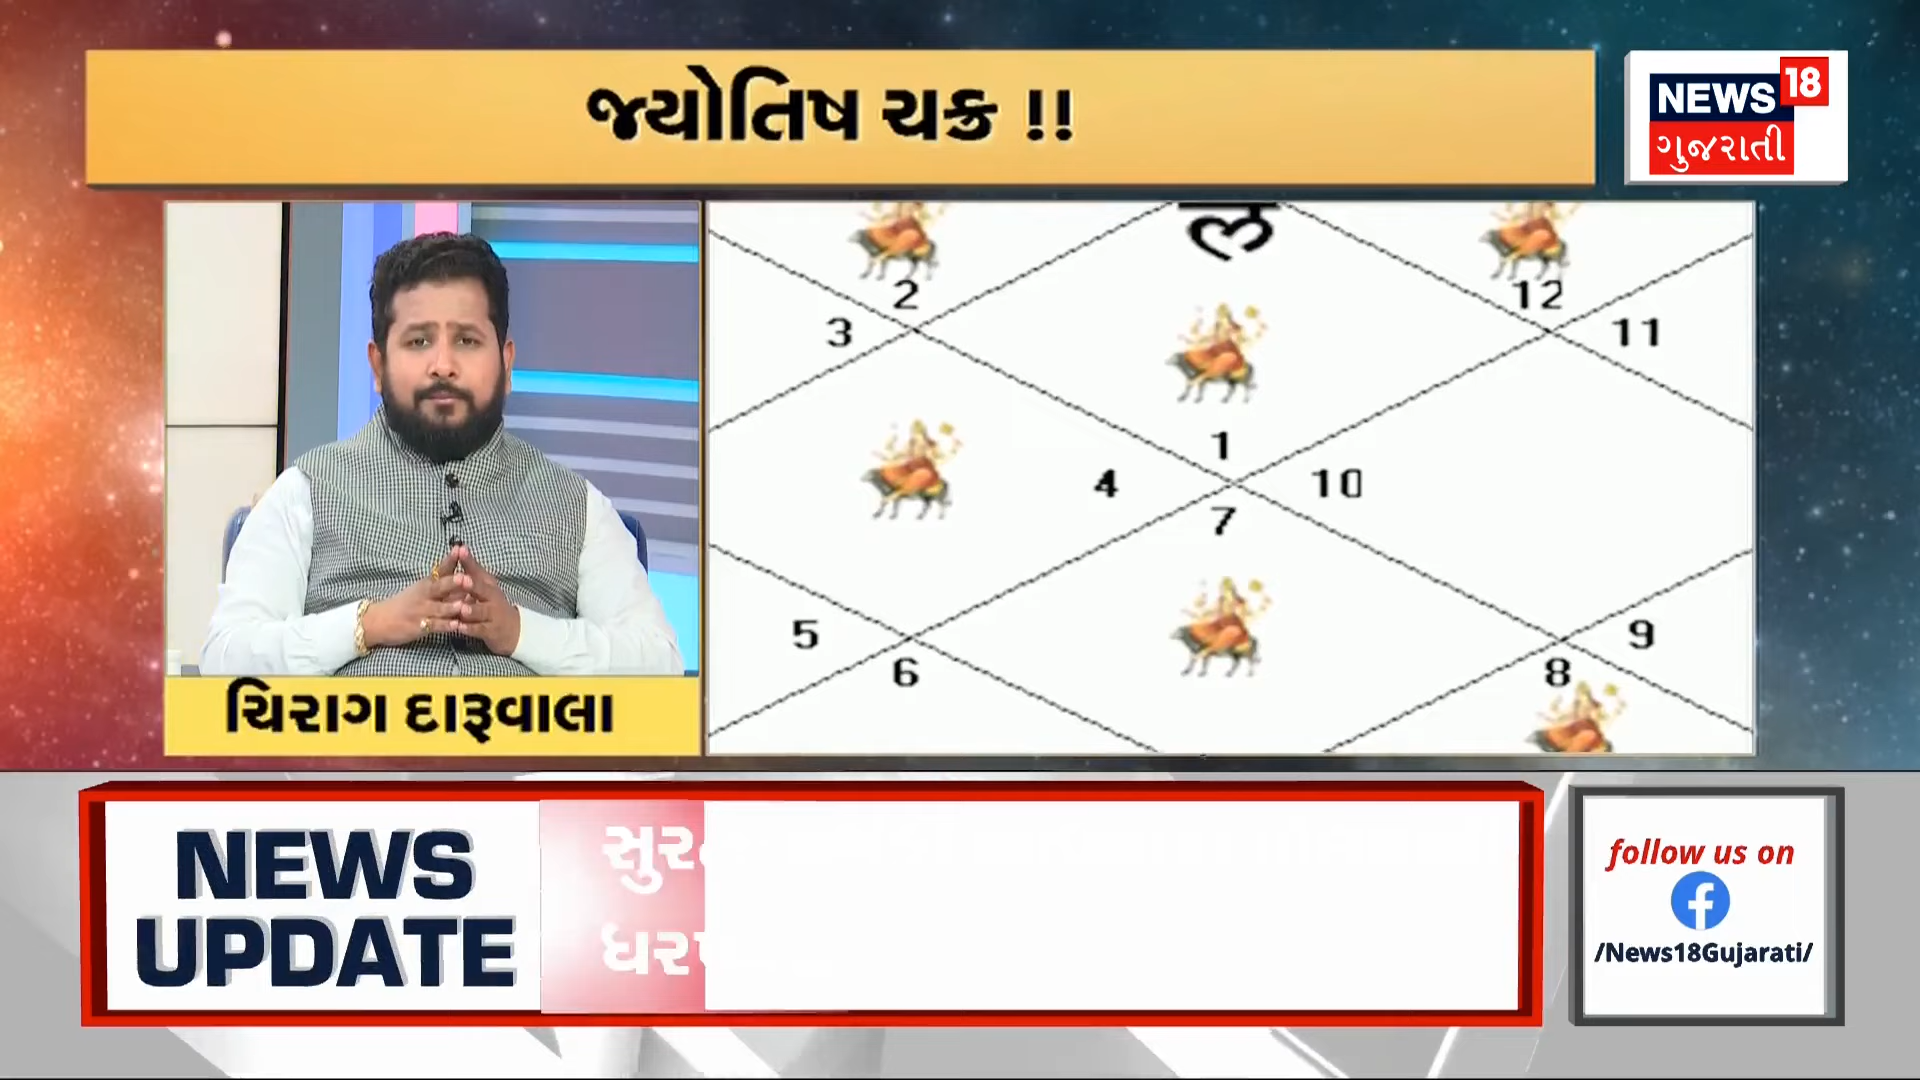 જ્યોતિષ ચક્ર !!
NEWS 18
ગુજરાતી
ल
2
12
3
11
1
4
10
7
5
9
6
8
ચિરાગ દારૂવાલા
NEWS
UPDATE
follow us on
/News18Gujarati/